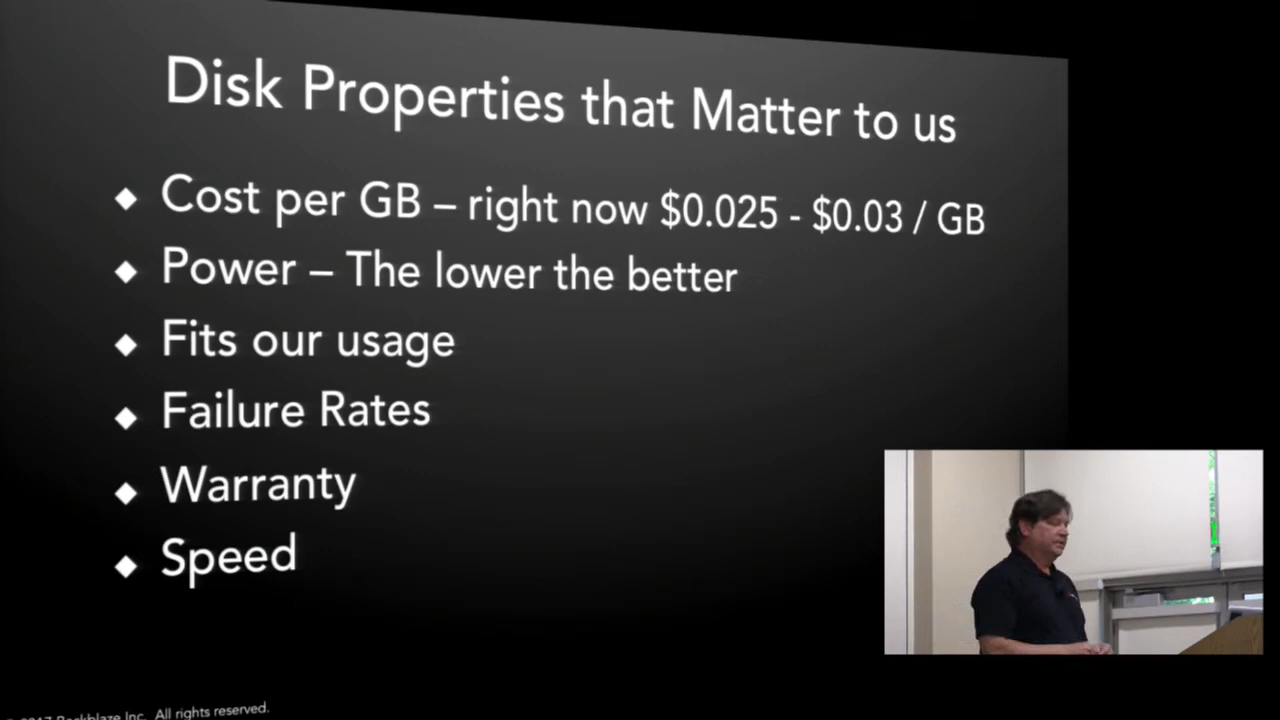 Disk Properties that Matter to us
◆ Cost per GB – right now $0.025 - $0.03 / GB
◆ Power – The lower the better
◆ Fits our usage
◆ Failure Rates
◆ Warranty
◆ Speed
2017 Backblaze Inc. All rights reserved.